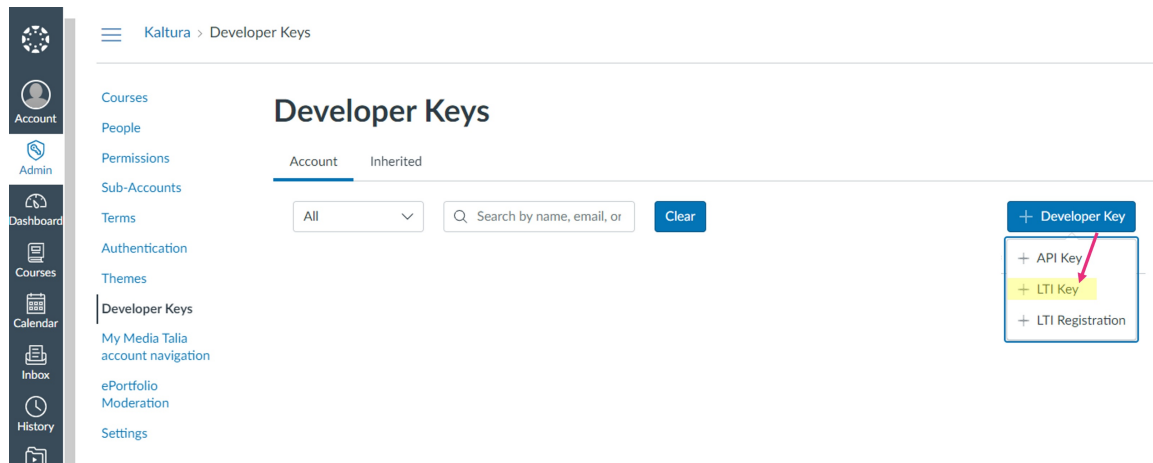 Kaltura > Developer Keys
Account
Admin
Dashboard
Courses
Calendar
Inbox
History
Courses
People
Permissions
Sub-Accounts
Terms
Authentication
Themes
Developer Keys
My Media Talia
account navigation
ePortfolio
Moderation
Settings
Developer Keys
Account Inherited
All Search by name, email, or Clear + Developer Key
+ API Key
+ LTI Key
+ LTI Registration